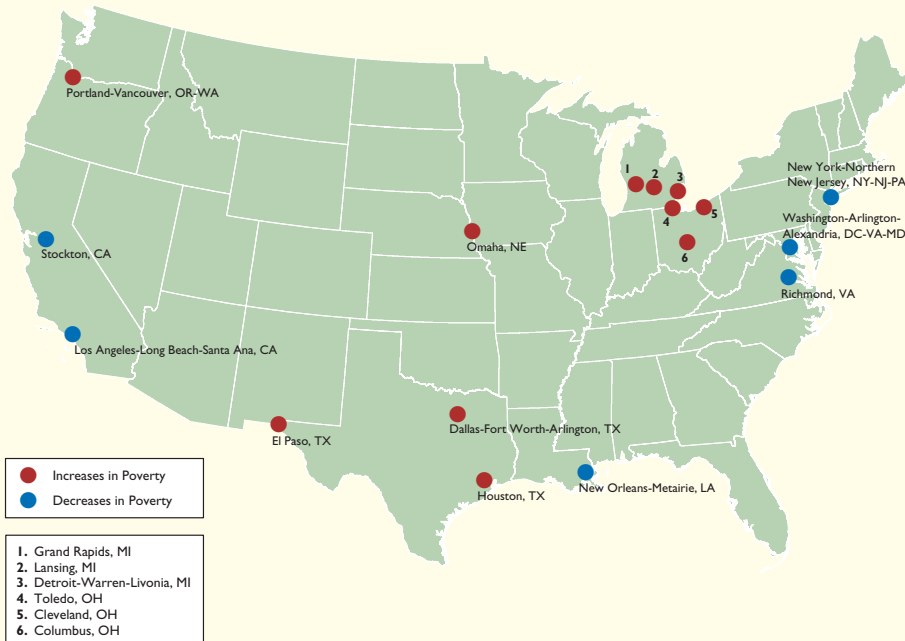 Portland-Vancouver, OR-WA
1
2
3
4
5
6
New York-Northern
New Jersey, NY-NJ-PA
Washington-Arlington-
Alexandria, DC-VA-MD
Omaha, NE
Stockton, CA
Richmond, VA
Los Angeles-Long Beach-Santa Ana, CA
El Paso, TX
Dallas-Fort Worth-Arlington, TX
Houston, TX
New Orleans-Metairie, LA
Increases in Poverty
Decreases in Poverty
1. Grand Rapids, MI
2. Lansing, MI
3. Detroit-Warren-Livonia, MI
4. Toledo, OH
5. Cleveland, OH
6. Columbus, OH